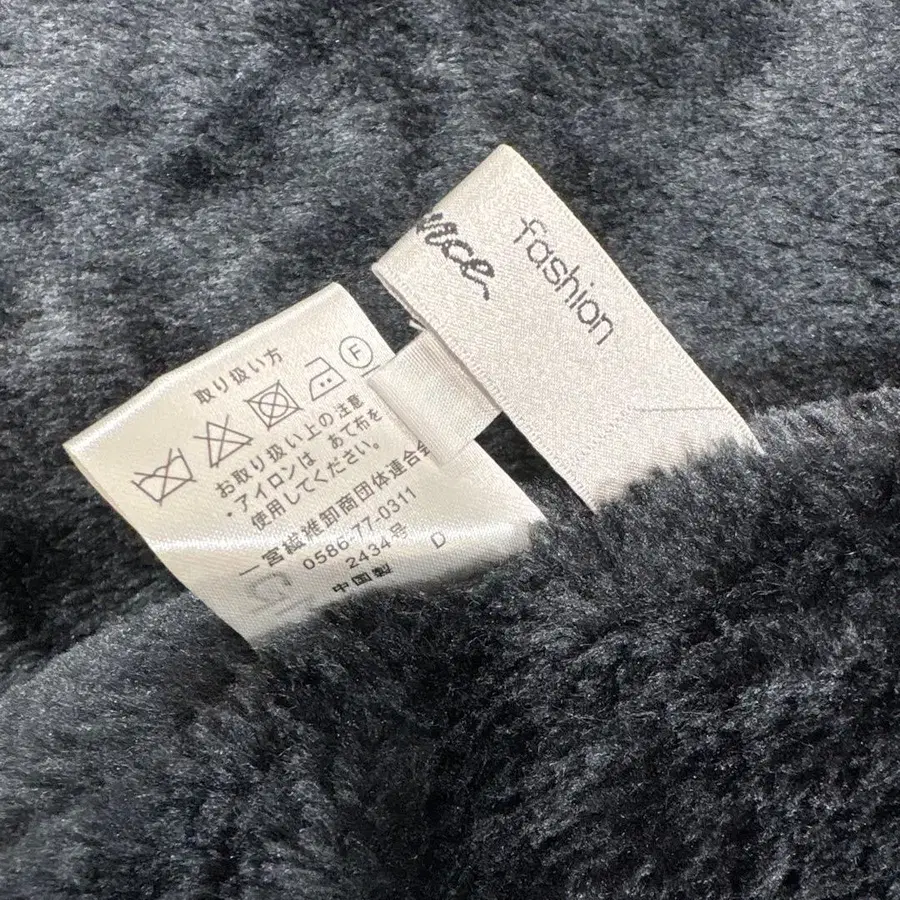 fashion
取り扱い方
F
お取り扱い上の注意
・アイロンは あて布を
使用してください。
一宮繊維卸商団体連合会
0586-77-0311
2434号 D
中国製